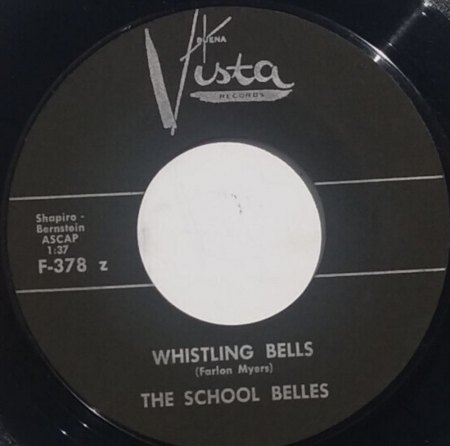 BUENA
Vista
RECORDS
Shapiro -
Bernstein
ASCAP
1:37
F-378 z
WHISTLING BELLS
(Farlon Myers)
THE SCHOOL BELLES